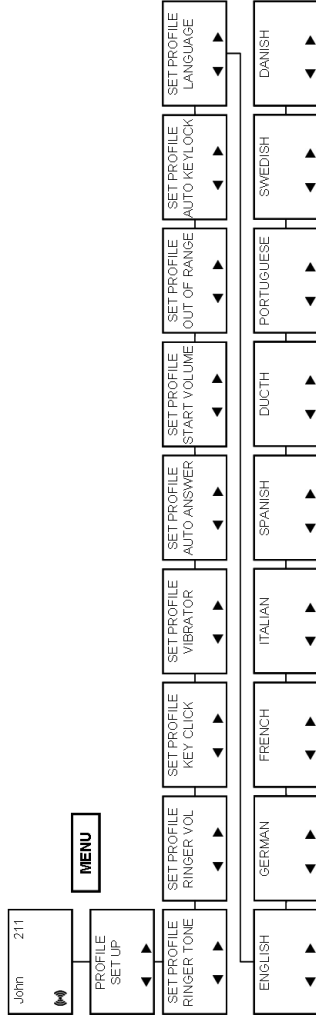 John 211
MENU
PROFILE
SET UP
SET PROFILE
RINGER TONE
SET PROFILE
RINGER VOL
SET PROFILE
KEY CLICK
SET PROFILE
VIBRATOR
SET PROFILE
AUTO ANSWER
SET PROFILE
START VOLUME
SET PROFILE
OUT OF RANGE
SET PROFILE
AUTO KEYLOCK
SET PROFILE
LANGUAGE
ENGLISH
GERMAN
FRENCH
ITALIAN
SPANISH
DUCTH
PORTUGUESE
SWEDISH
DANISH